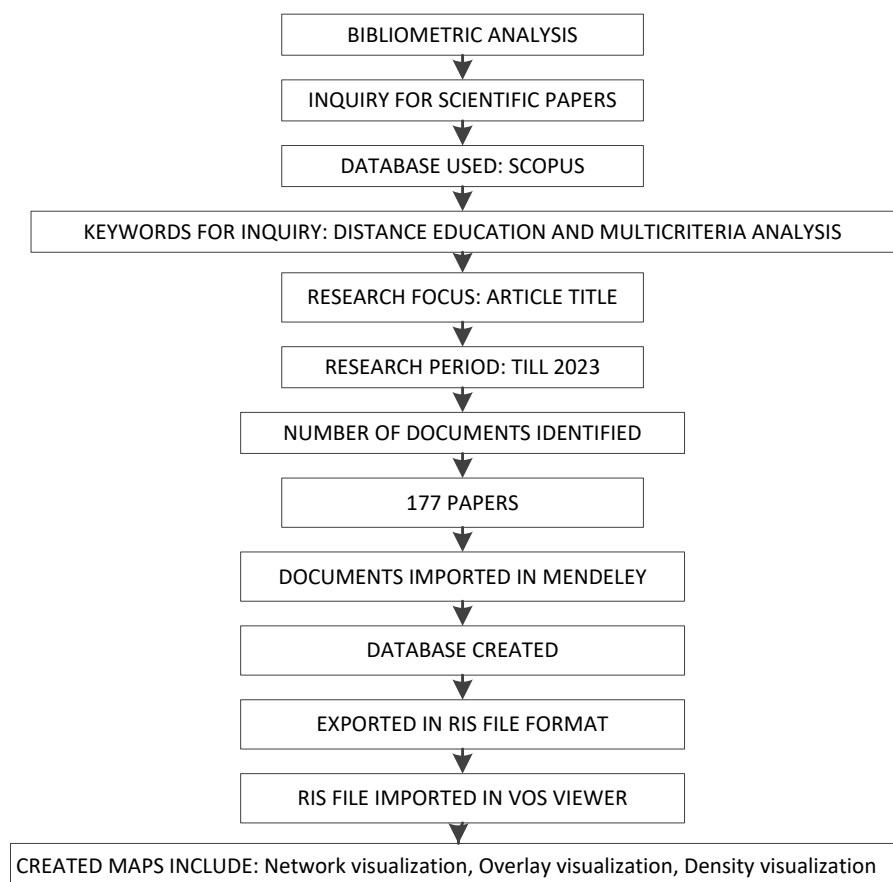 BIBLIOMETRIC ANALYSIS
INQUIRY FOR SCIENTIFIC PAPERS
DATABASE USED: SCOPUS
KEYWORDS FOR INQUIRY: DISTANCE EDUCATION AND MULTICRITERIA ANALYSIS
RESEARCH FOCUS: ARTICLE TITLE
RESEARCH PERIOD: TILL 2023
NUMBER OF DOCUMENTS IDENTIFIED
177 PAPERS
DOCUMENTS IMPORTED IN MENDELEY
DATABASE CREATED
EXPORTED IN RIS FILE FORMAT
RIS FILE IMPORTED IN VOS VIEWER
CREATED MAPS INCLUDE: Network visualization, Overlay visualization, Density visualization